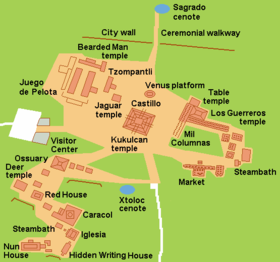 Sagrado
cenote
City wall
Ceremonial walkway
Bearded Man
temple
Tzompantli
Juego
de Pelota
Venus platform
Table
temple
Jaguar
temple
Castillo
Los Guerreros
temple
Mil
Columnas
Visitor
Center
Kukulcan
temple
Ossuary
Deer
temple
Market
Steambath
Red House
Xtoloc
cenote
Caracol
Steambath
Iglesia
Nun
House
Hidden Writing House